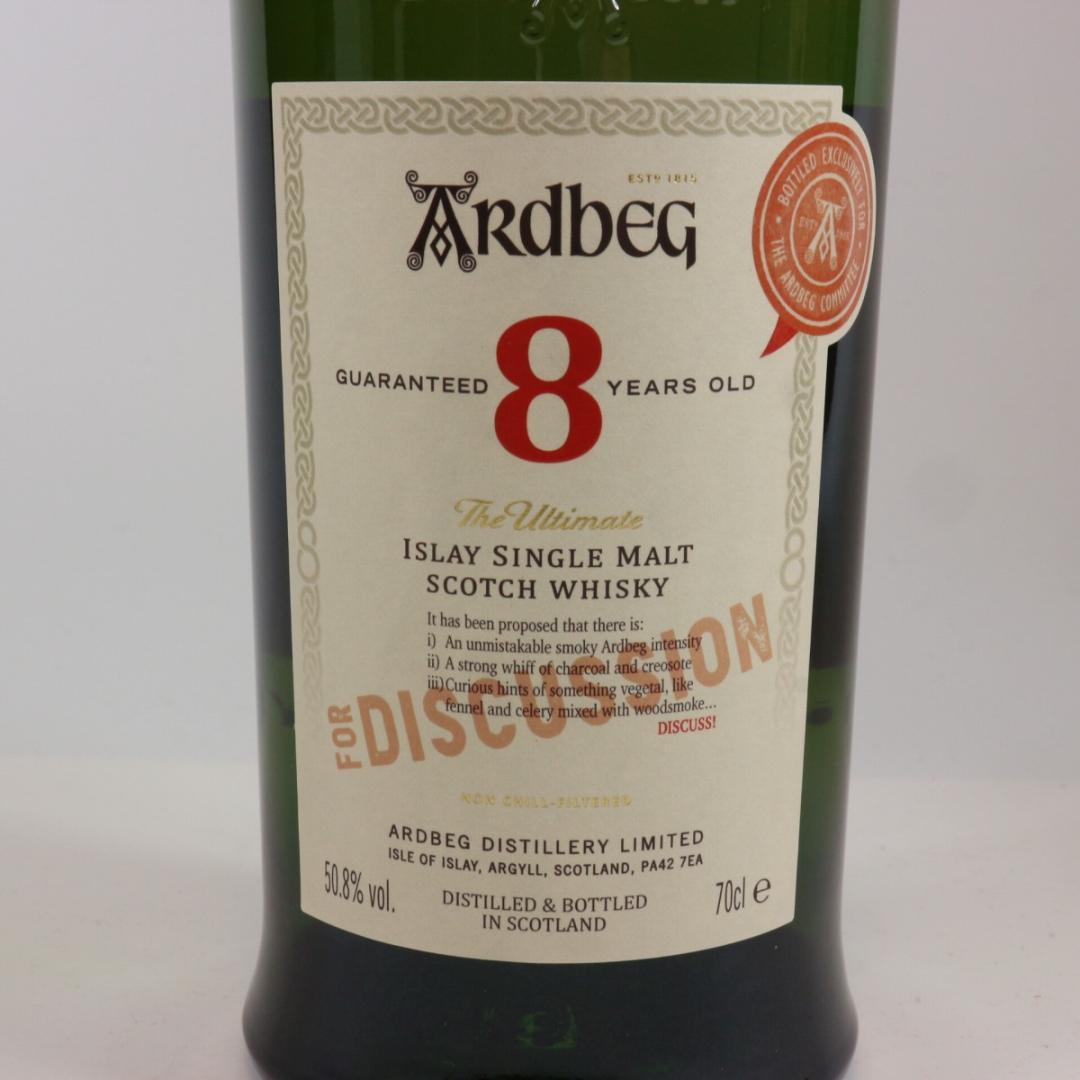 ESTD 1815
ARDBEG
BOTTLED EXCLUSIVELY FOR
THE ARDBEG COMMITTEE
ESTD 1815
A
GUARANTEED 8 YEARS OLD
The Ultimate
ISLAY SINGLE MALT
SCOTCH WHISKY
It has been proposed that there is:
i) An unmistakable smoky Ardbeg intensity
ii) A strong whiff of charcoal and creosote
iii) Curious hints of something vegetal, like
fennel and celery mixed with woodsmoke...
DISCUSS!
FOR DISCUSSION
NON CHILL-FILTERED
ARDBEG DISTILLERY LIMITED
ISLE OF ISLAY, ARGYLL, SCOTLAND, PA42 7EA
50.8% vol.
DISTILLED & BOTTLED
IN SCOTLAND
70cl e